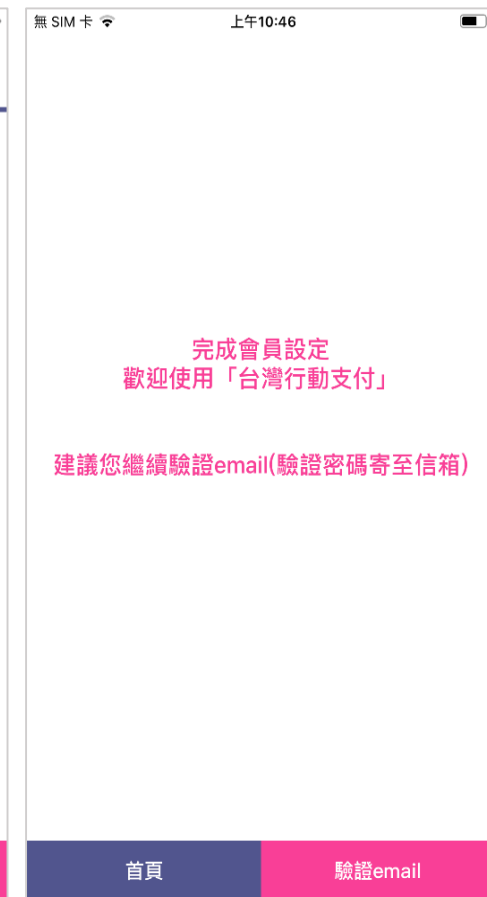 無 SIM 卡 上午10:46
完成會員設定
歡迎使用「台灣行動支付」
建議您繼續驗證email(驗證密碼寄至信箱)
首頁 驗證email